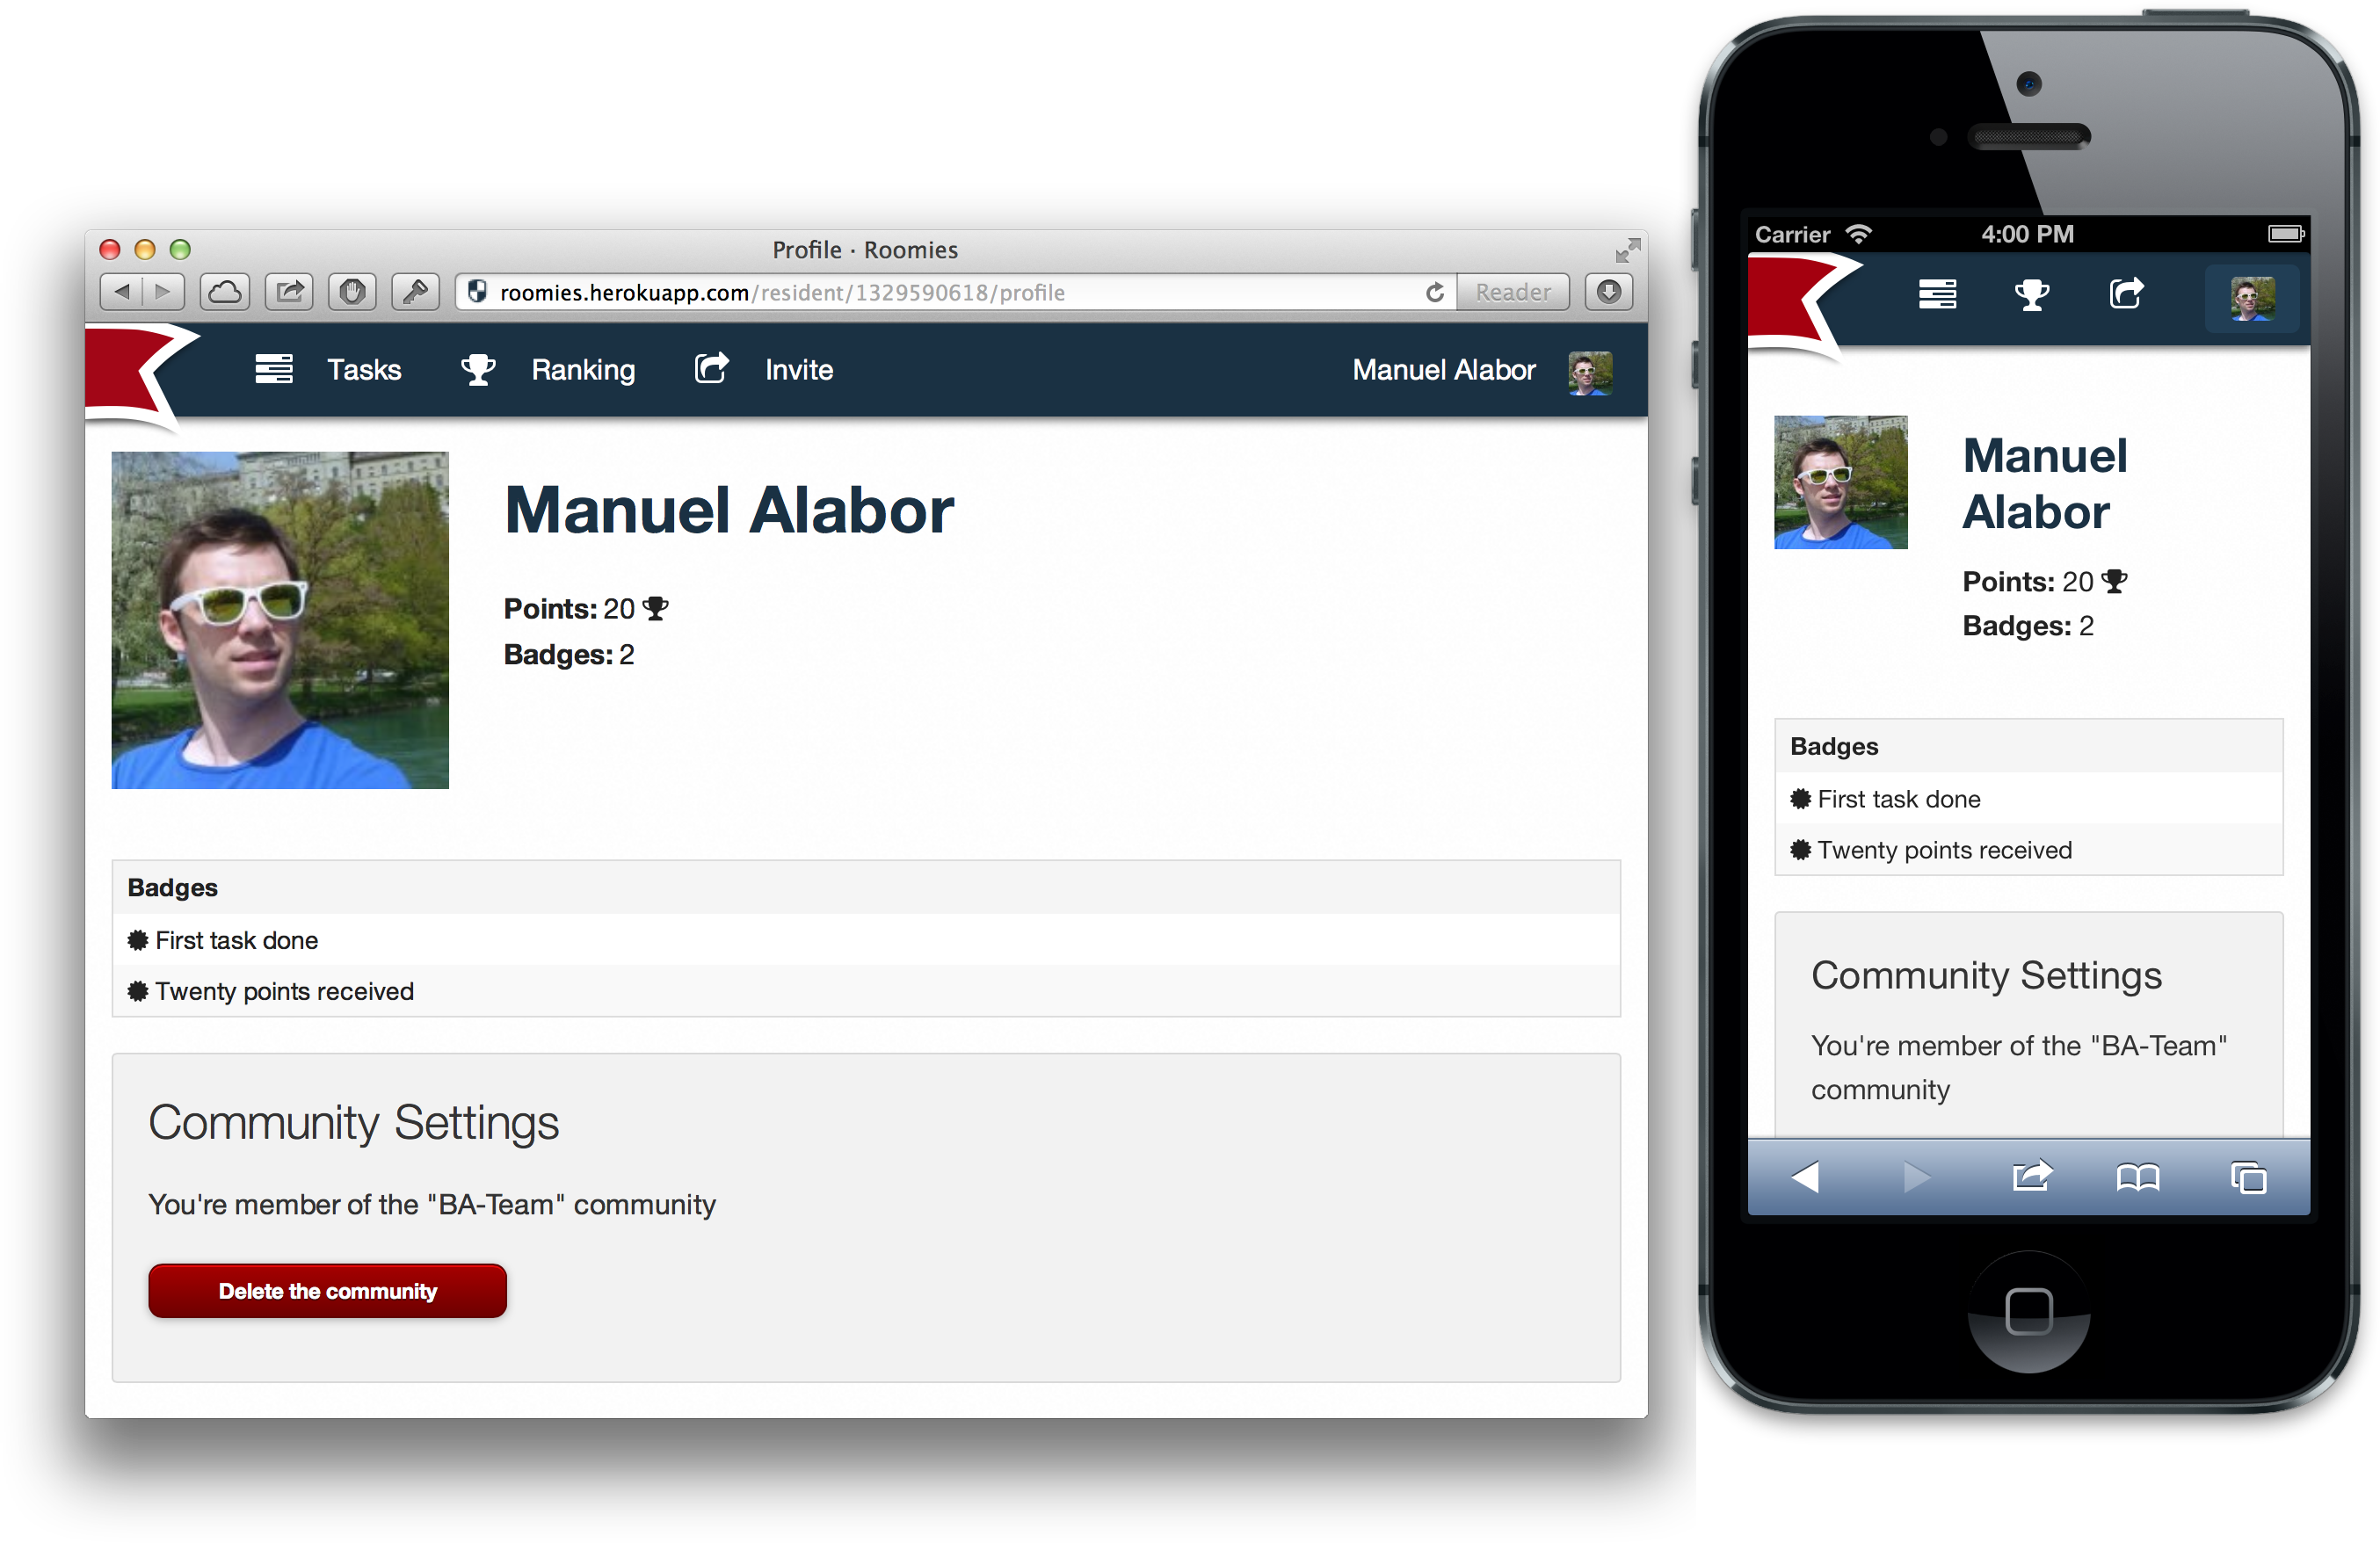 Profile · Roomies
roomies.herokuapp.com/resident/1329590618/profile
Reader
Tasks
Ranking
Invite
Manuel Alabor
Manuel Alabor
Points: 20
Badges: 2
Badges
First task done
Twenty points received
Community Settings
You're member of the "BA-Team" community
Delete the community
Carrier
4:00 PM
Manuel
Alabor
Points: 20
Badges: 2
Badges
First task done
Twenty points received
Community Settings
You're member of the "BA-Team"
community